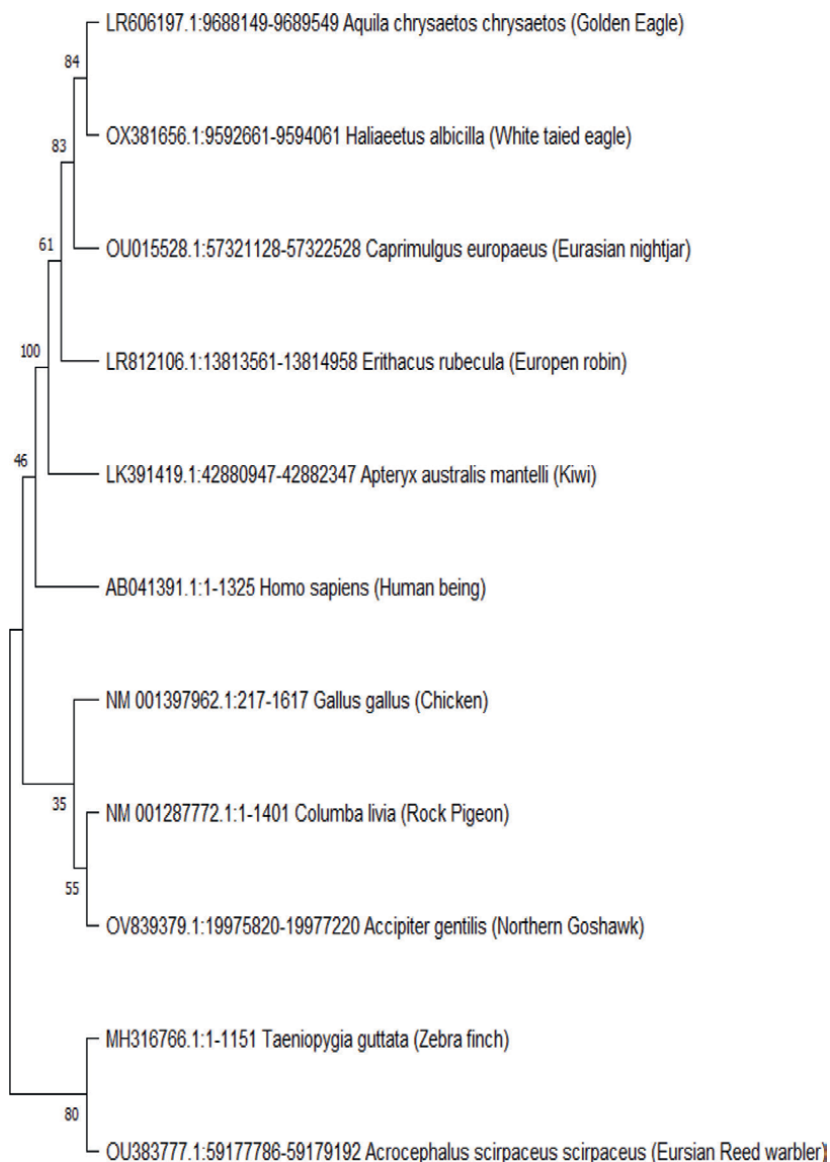 LR606197.1:9688149-9689549 Aquila chrysaetos chrysaetos (Golden Eagle)
84
OX381656.1:9592661-9594061 Haliaeetus albicilla (White taied eagle)
83
OU015528.1:57321128-57322528 Caprimulgus europaeus (Eurasian nightjar)
61
LR812106.1:13813561-13814958 Erithacus rubecula (Europen robin)
100
46
LK391419.1:42880947-42882347 Apteryx australis mantelli (Kiwi)
AB041391.1:1-1325 Homo sapiens (Human being)
NM 001397962.1:217-1617 Gallus gallus (Chicken)
35
NM 001287772.1:1-1401 Columba livia (Rock Pigeon)
55
OV839379.1:19975820-19977220 Accipiter gentilis (Northern Goshawk)
MH316766.1:1-1151 Taeniopygia guttata (Zebra finch)
80
OU383777.1:59177786-59179192 Acrocephalus scirpaceus scirpaceus (Eursian Reed warbler)